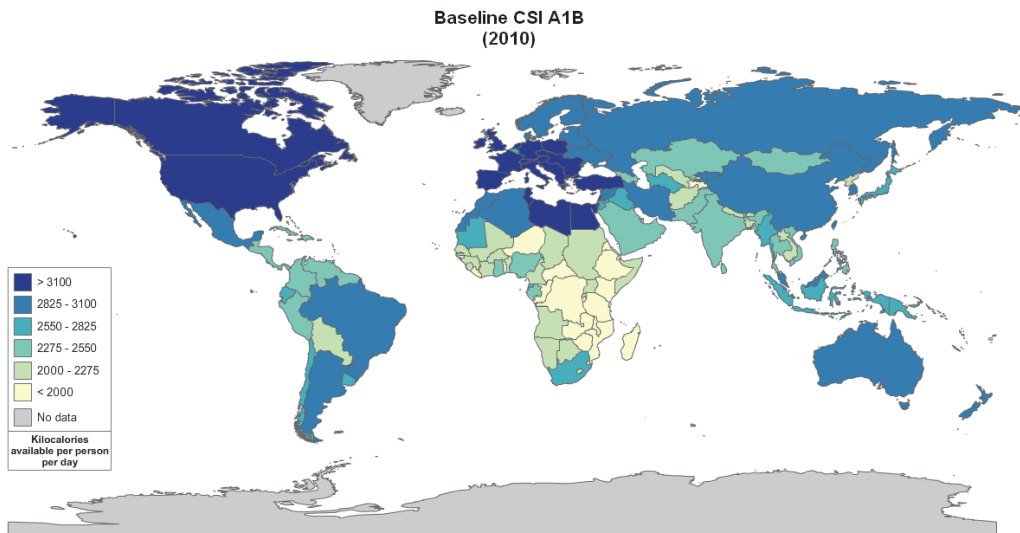 Baseline CSI A1B
(2010)
> 3100
2825 - 3100
2550 - 2825
2275 - 2550
2000 - 2275
< 2000
No data
Kilocalories
available per person
per day